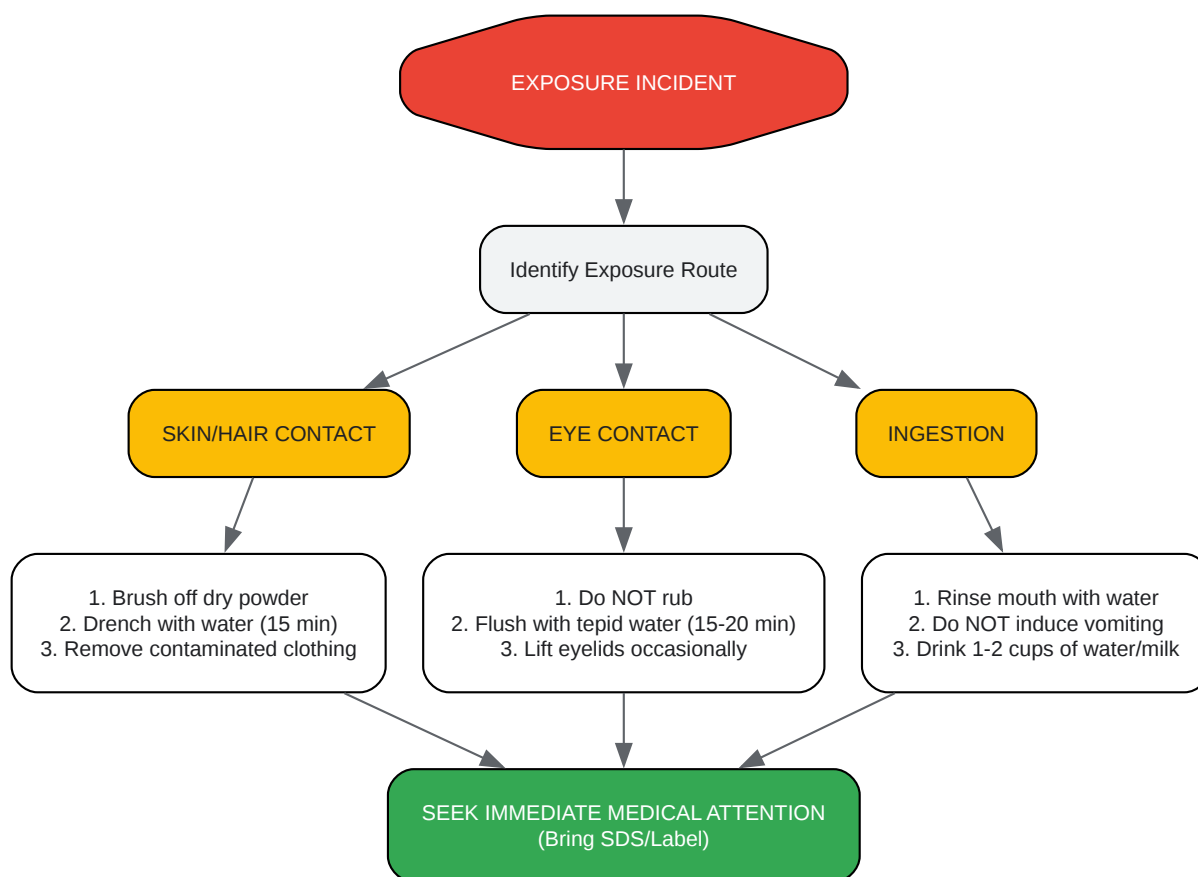 EXPOSURE INCIDENT
Identify Exposure Route
SKIN/HAIR CONTACT
EYE CONTACT
INGESTION
1. Brush off dry powder
2. Drench with water (15 min)
3. Remove contaminated clothing
1. Do NOT rub
2. Flush with tepid water (15-20 min)
3. Lift eyelids occasionally
1. Rinse mouth with water
2. Do NOT induce vomiting
3. Drink 1-2 cups of water/milk
SEEK IMMEDIATE MEDICAL ATTENTION
(Bring SDS/Label)